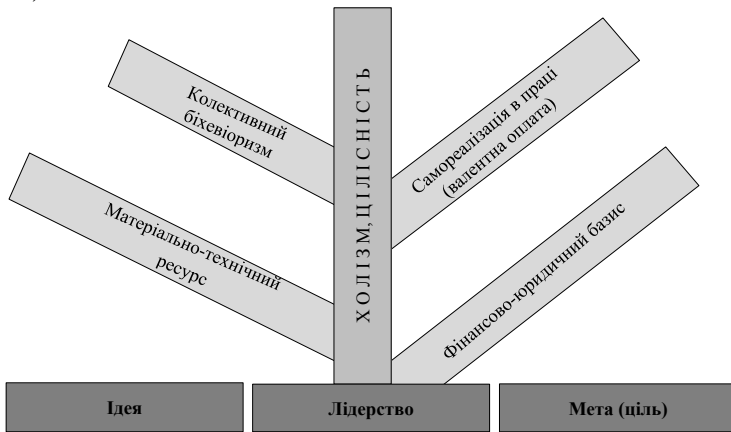 Колективний
біхевіоризм
Самореалізація в праці
(валентна оплата)
ХОЛІЗМ, ЦІЛІСНІСТЬ
Матеріально-технічний
ресурс
Фінансово-юридичний базис
Ідея
Лідерство
Мета (ціль)